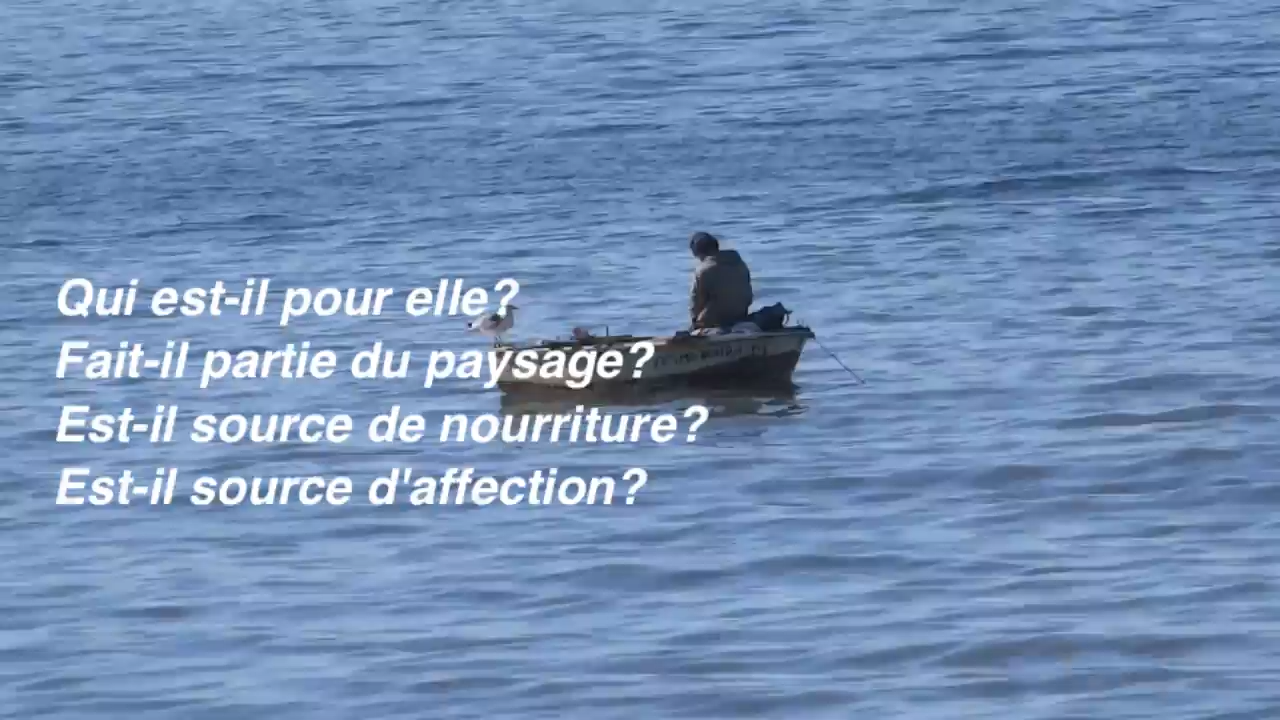 Qui est-il pour elle?
Fait-il partie du paysage?
Est-il source de nourriture?
Est-il source d'affection?